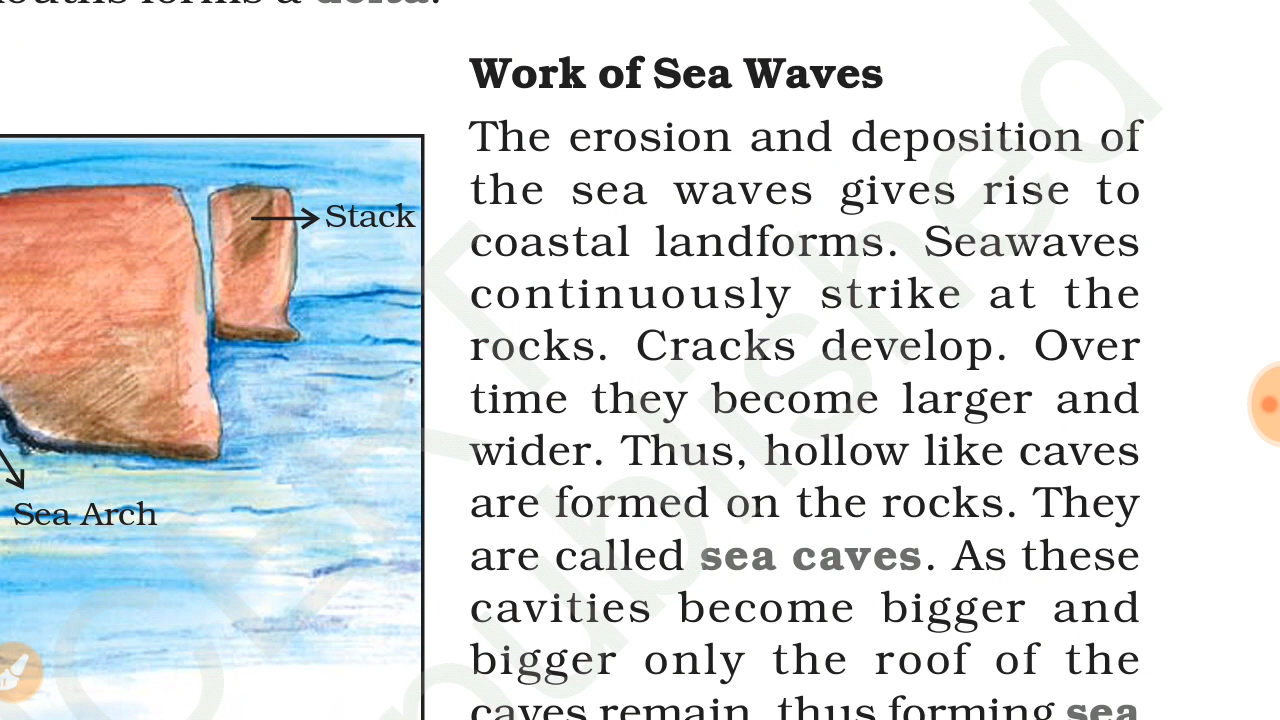 Work of Sea Waves
The erosion and deposition of
the sea waves gives rise to
coastal landforms. Seawaves
continuously strike at the
rocks. Cracks develop. Over
time they become larger and
wider. Thus, hollow like caves
are formed on the rocks. They
are called sea caves. As these
cavities become bigger and
bigger only the roof of the
caves remain, thus forming sea
Stack
Sea Arch